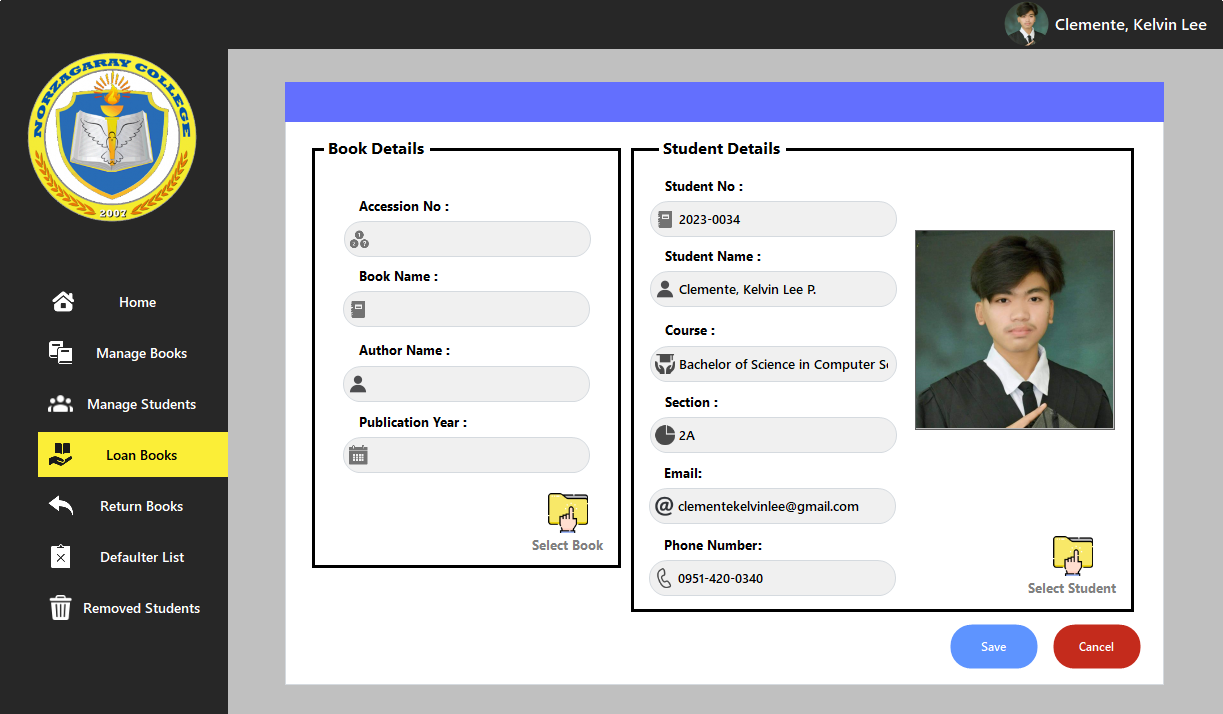 Clemente, Kelvin Lee
NORZAGARAY COLLEGE
2007
Home
Manage Books
Manage Students
Loan Books
Return Books
Defaulter List
Removed Students
Book Details
Accession No :
Book Name :
Author Name :
Publication Year :
Select Book
Student Details
Student No :
2023-0034
Student Name :
Clemente, Kelvin Lee P.
Course :
Bachelor of Science in Computer S
Section :
2A
Email:
@ clementekelvinlee@gmail.com
Phone Number:
0951-420-0340
Select Student
Save
Cancel